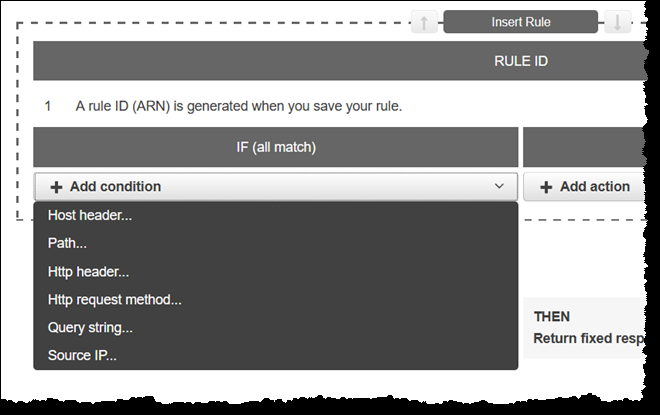 Insert Rule
RULE ID
1 A rule ID (ARN) is generated when you save your rule.
IF (all match)
Add condition
Add action
Host header...
Path...
Http header...
Http request method...
Query string...
Source IP...
THEN
Return fixed resp